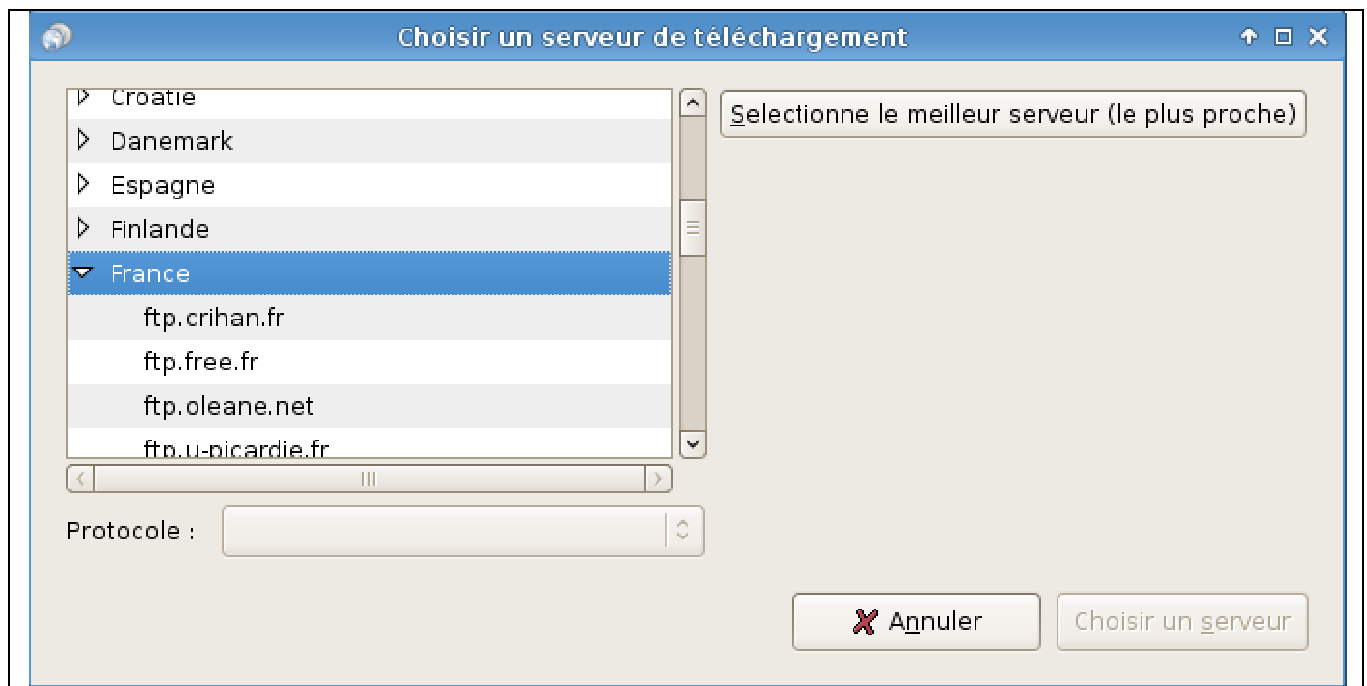 Choisir un serveur de téléchargement
Croatie
Danemark
Espagne
Finlande
France
ftp.crihan.fr
ftp.free.fr
ftp.oleane.net
ftp.u-picardie.fr
Selectionne le meilleur serveur (le plus proche)
Protocole :
Annuler
Choisir un serveur